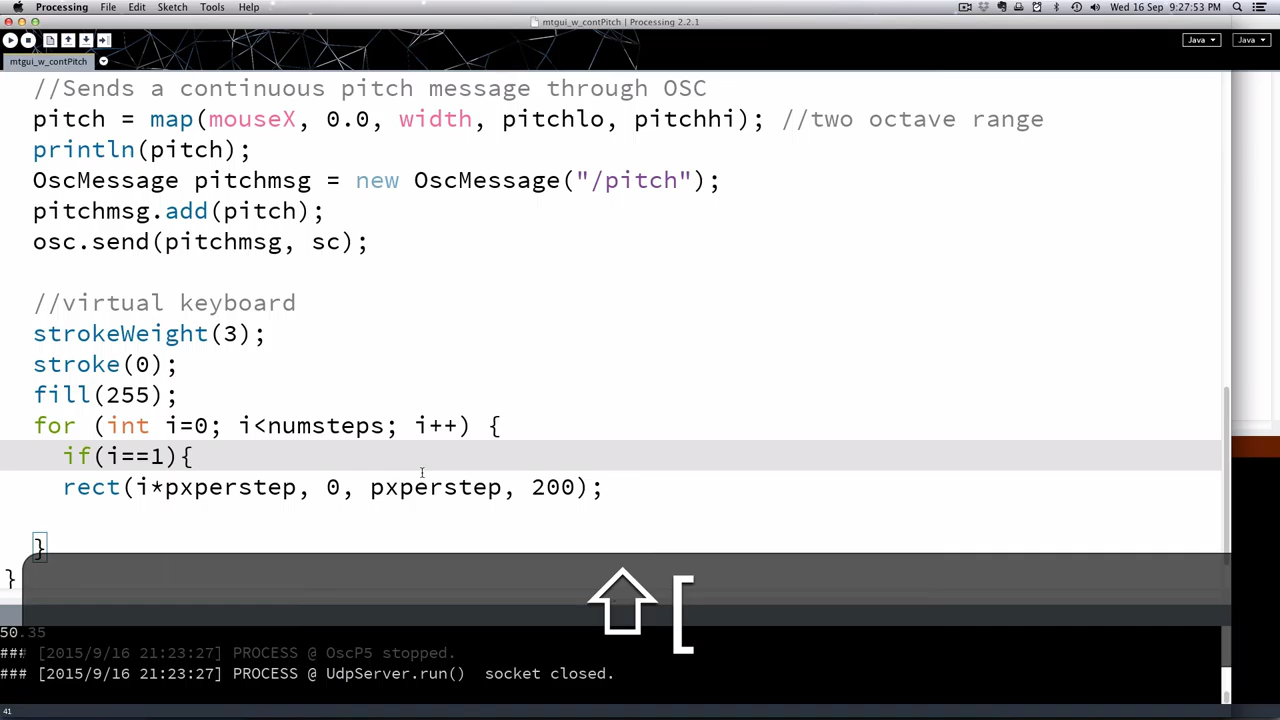 Processing File Edit Sketch Tools Help Wed 16 Sep 9:27:53 PM
mtgui_w_contPitch | Processing 2.2.1
Java Java
mtgui_w_contPitch
//Sends a continuous pitch message through OSC
pitch = map(mouseX, 0.0, width, pitchlo, pitchhi); //two octave range
println(pitch);
OscMessage pitchmsg = new OscMessage("/pitch");
pitchmsg.add(pitch);
osc.send(pitchmsg, sc);
//virtual keyboard
strokeWeight(3);
stroke(0);
fill(255);
for (int i=0; i<numsteps; i++) {
if(i==1){
rect(i*pxperstep, 0, pxperstep, 200);
}
}
[
50.35
### [2015/9/16 21:23:27] PROCESS @ OscP5 stopped.
### [2015/9/16 21:23:27] PROCESS @ UdpServer.run() socket closed.
41